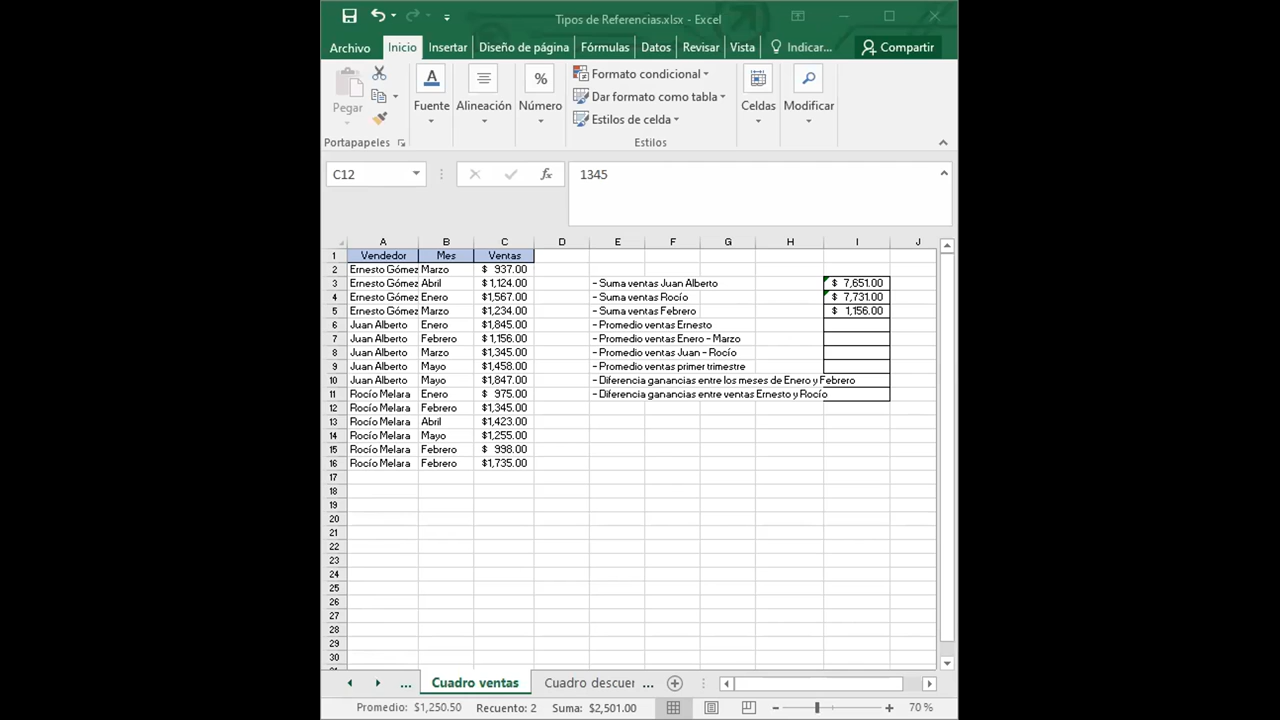 Tipos de Referencias.xlsx - Excel
Archivo Inicio Insertar Diseño de página Fórmulas Datos Revisar Vista Indicar... Compartir
Pegar
Fuente
Alineación
Número
Formato condicional
Dar formato como tabla
Estilos de celda
Celdas
Modificar
Portapapeles
Estilos
C12 fx 1345
A B C D E F G H I J
1 Vendedor Mes Ventas
2 Ernesto Gómez Marzo $ 937.00
3 Ernesto Gómez Abril $ 1,124.00 - Suma ventas Juan Alberto $ 7,651.00
4 Ernesto Gómez Enero $1,567.00 - Suma ventas Rocío $ 7,731.00
5 Ernesto Gómez Marzo $1,234.00 - Suma ventas Febrero $ 1,156.00
6 Juan Alberto Enero $1,845.00 - Promedio ventas Ernesto
7 Juan Alberto Febrero $ 1,156.00 - Promedio ventas Enero - Marzo
8 Juan Alberto Marzo $1,345.00 - Promedio ventas Juan - Rocío
9 Juan Alberto Mayo $1,458.00 - Promedio ventas primer trimestre
10 Juan Alberto Mayo $1,847.00 - Diferencia ganancias entre los meses de Enero y Febrero
11 Rocío Melara Enero $ 975.00 - Diferencia ganancias entre ventas Ernesto y Rocío
12 Rocío Melara Febrero $1,345.00
13 Rocío Melara Abril $1,423.00
14 Rocío Melara Mayo $1,255.00
15 Rocío Melara Febrero $ 998.00
16 Rocío Melara Febrero $1,735.00
17
18
19
20
21
22
23
24
25
26
27
28
29
30
... Cuadro ventas Cuadro descuer ...
Promedio: $1,250.50 Recuento: 2 Suma: $2,501.00 70 %